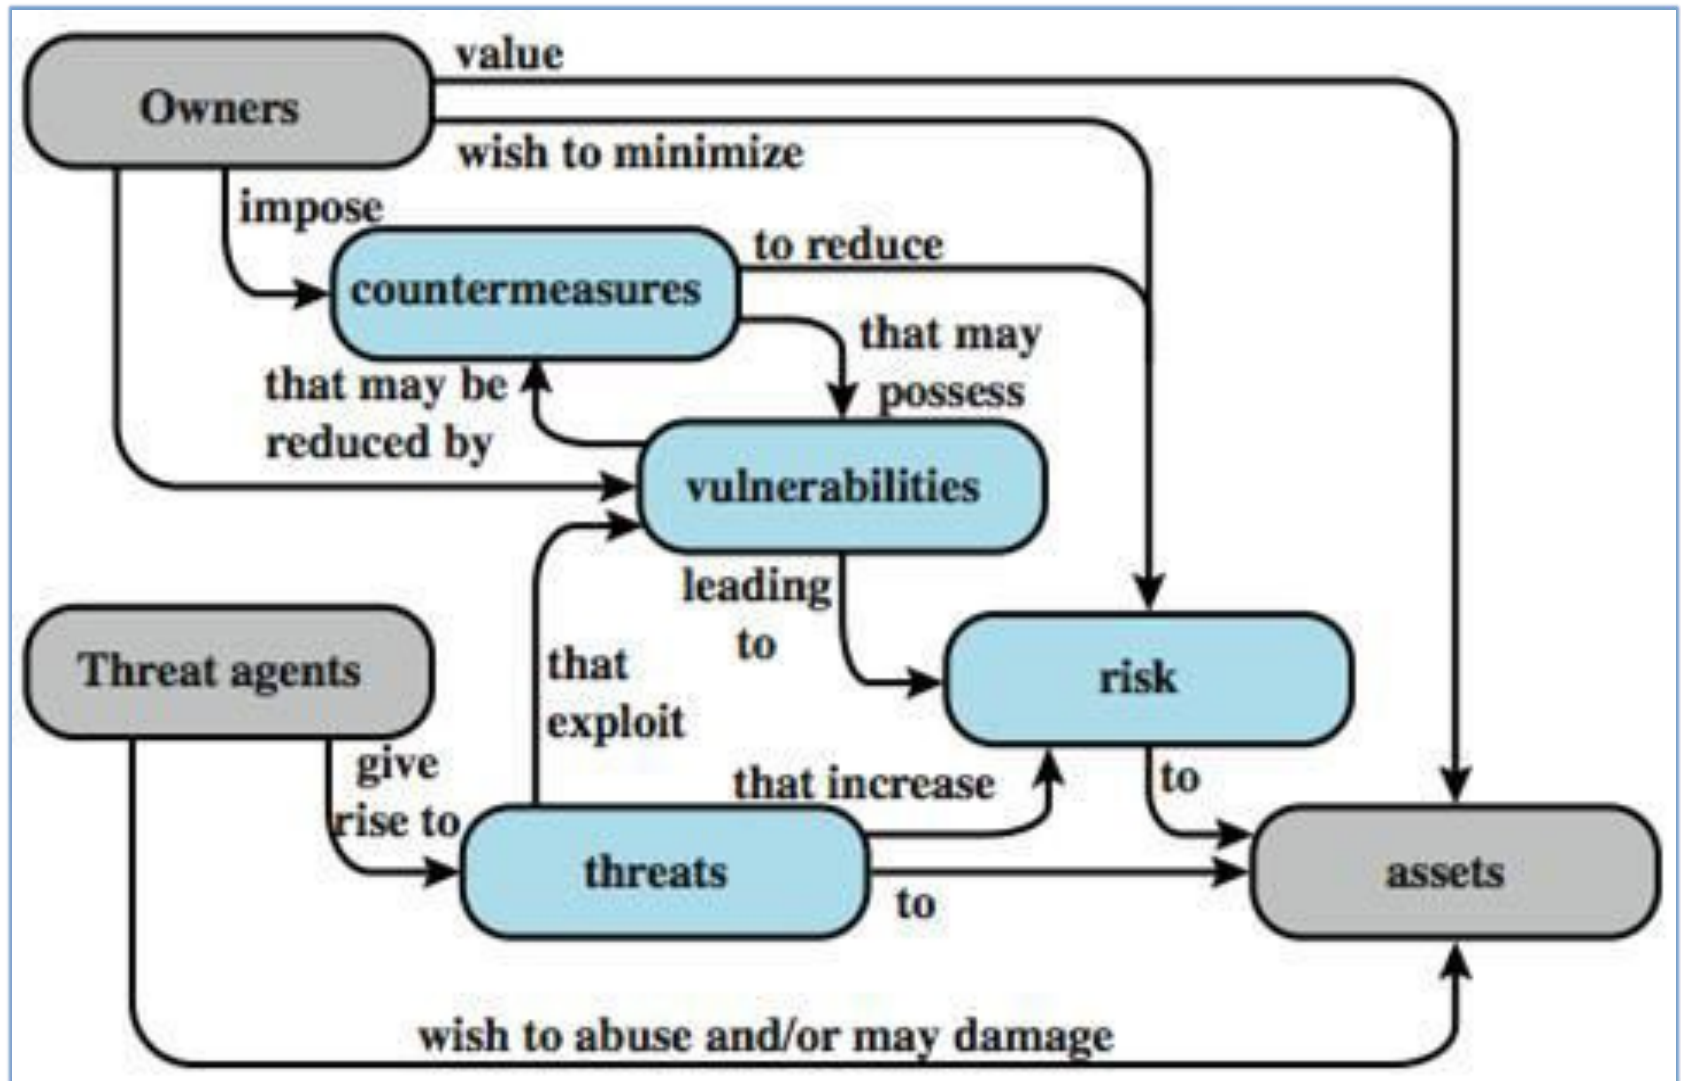 value
Owners
wish to minimize
impose
to reduce
countermeasures
that may
possess
that may be
reduced by
vulnerabilities
leading
to
Threat agents
that
exploit
risk
give
rise to
that increase
to
threats
assets
to
wish to abuse and/or may damage